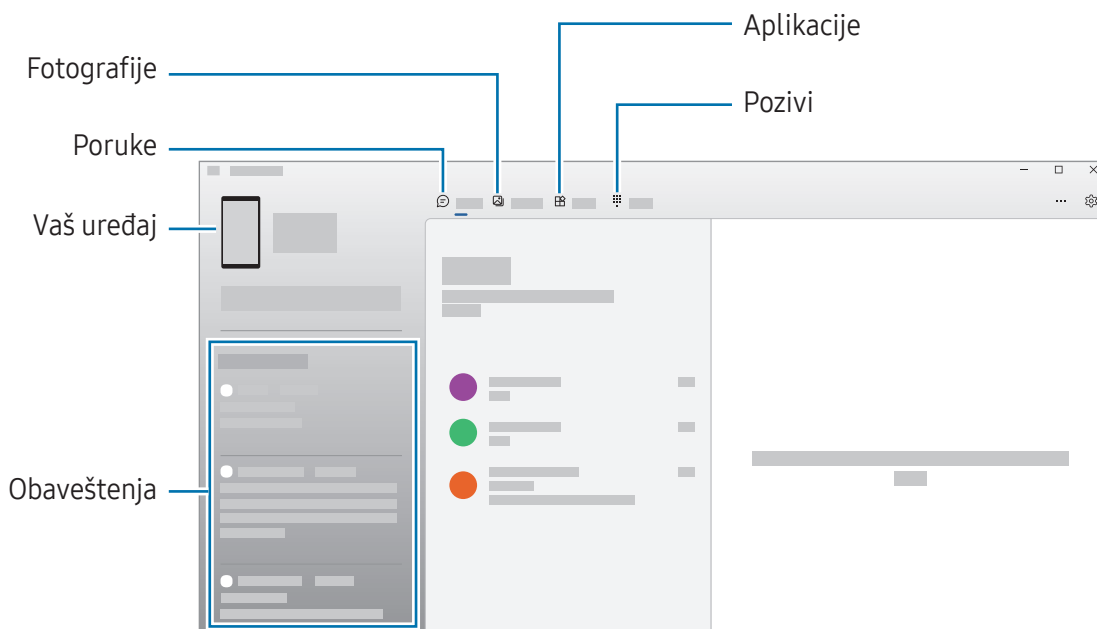 Aplikacije
Fotografije
Pozivi
Poruke
Vaš uređaj
Obaveštenja